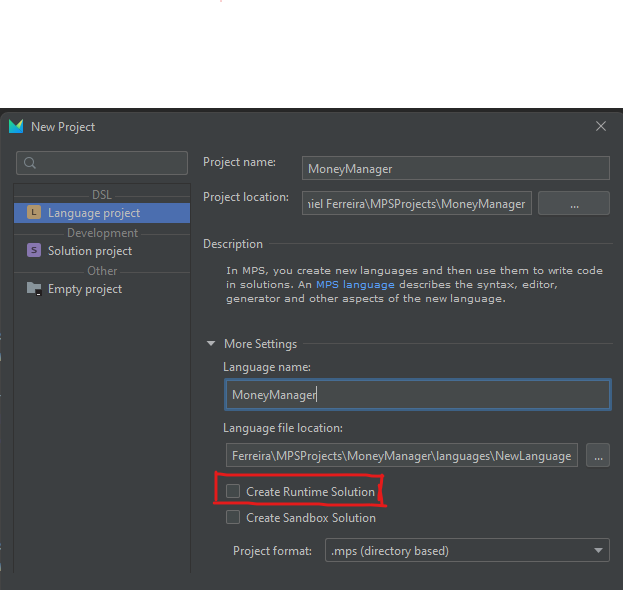 New Project
DSL
Language project
Development
Solution project
Other
Empty project
Project name:
MoneyManager
Project location:
iel Ferreira\MPSProjects\MoneyManager
...
Description
In MPS, you create new languages and then use them to write code
in solutions. An MPS language describes the syntax, editor,
generator and other aspects of the new language.
More Settings
Language name:
MoneyManager
Language file location:
Ferreira\MPSProjects\MoneyManager\languages\NewLanguage
...
Create Runtime Solution
Create Sandbox Solution
Project format:
.mps (directory based)